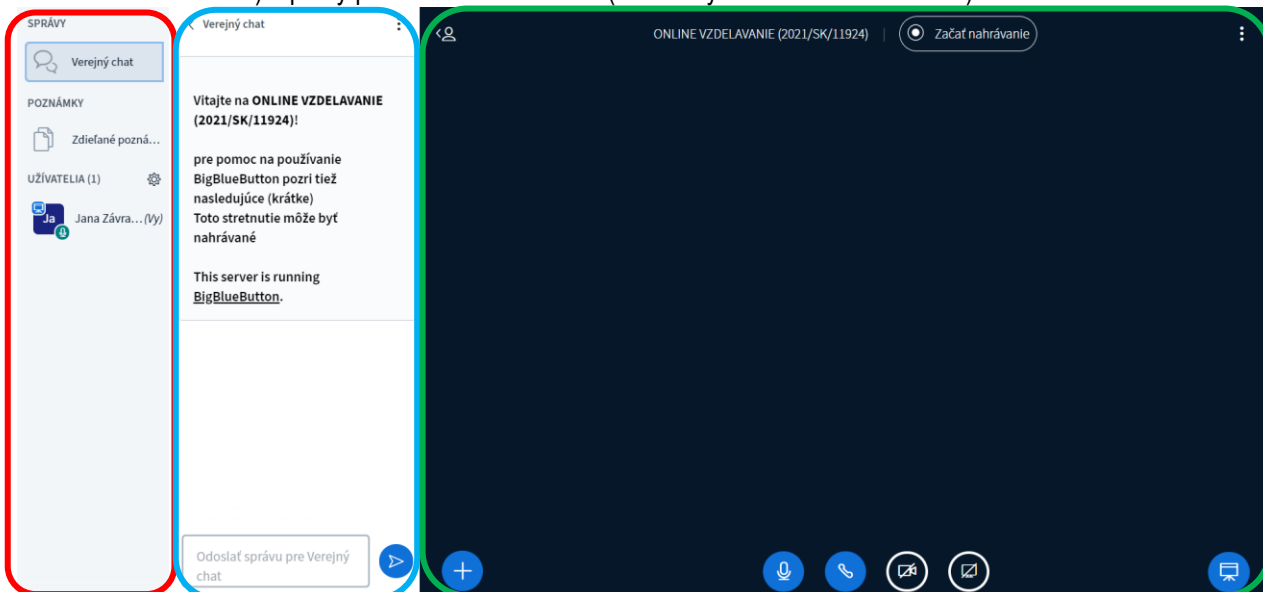 SPRÁVY
Verejný chat
POZNÁMKY
Zdieľané pozná...
UŽÍVATELIA (1)
Ja
Jana Závra... (Vy)
Verejný chat
Vitajte na ONLINE VZDELAVANIE
(2021/SK/11924)!
pre pomoc na používanie
BigBlueButton pozri tiež
nasledujúce (krátke)
Toto stretnutie môže byť
nahrávané
This server is running
BigBlueButton.
Odoslať správu pre Verejný
chat
ONLINE VZDELAVANIE (2021/SK/11924)
Začať nahrávanie